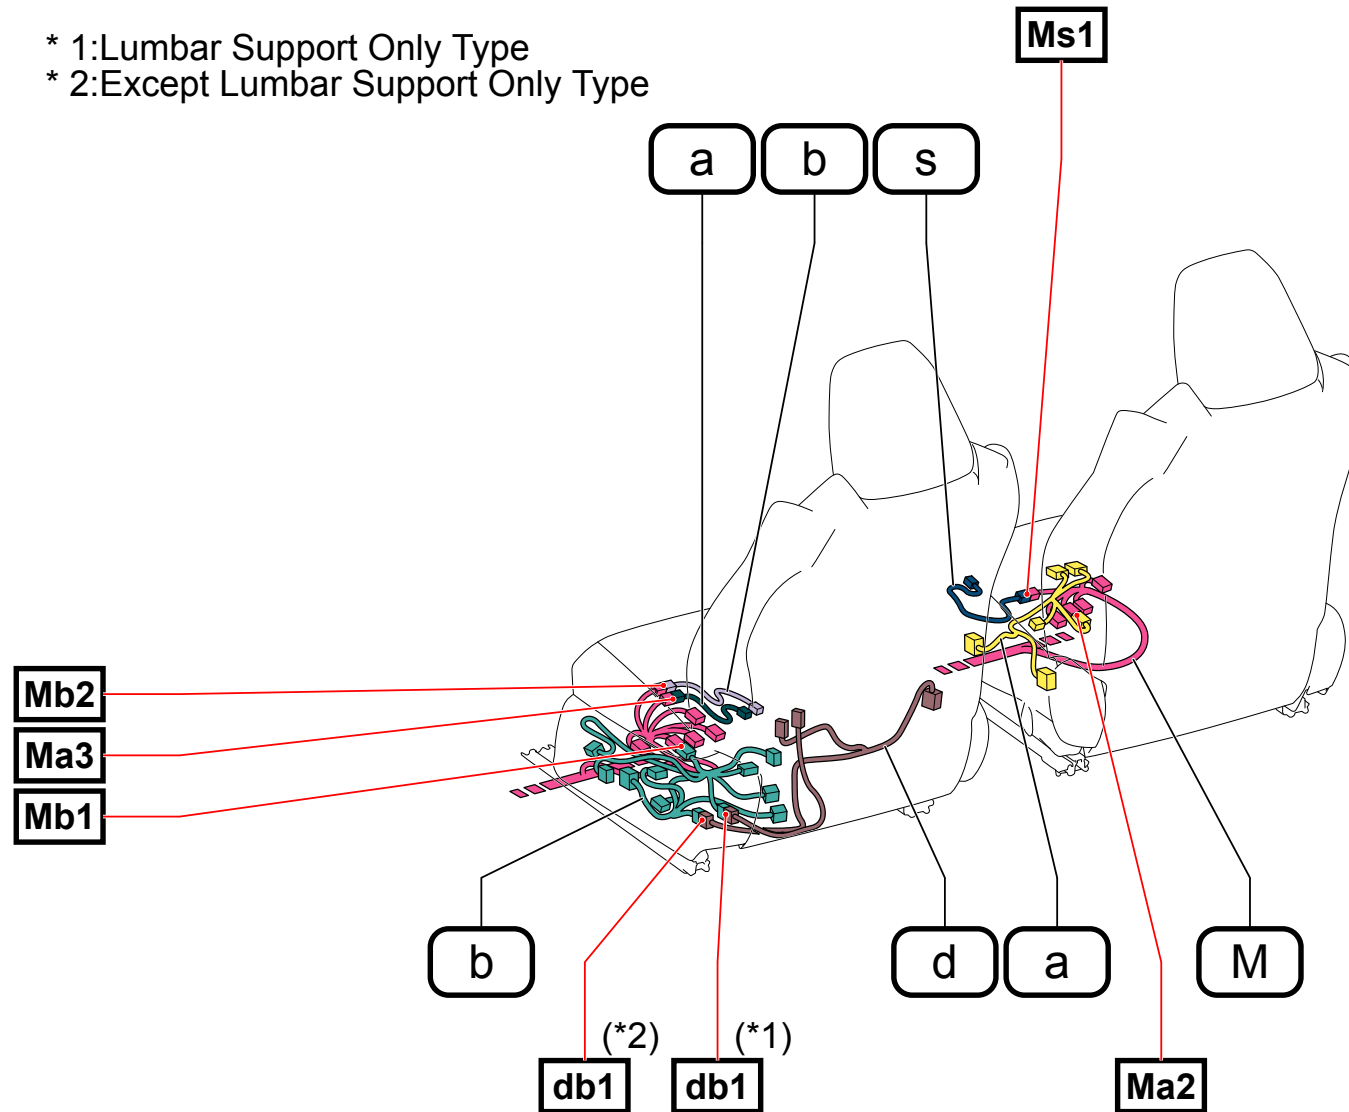 * 1:Lumbar Support Only Type
* 2:Except Lumbar Support Only Type
Ms1
a
b
s
Mb2
Ma3
Mb1
b
d
a
M
(*2)
(*1)
db1
db1
Ma2